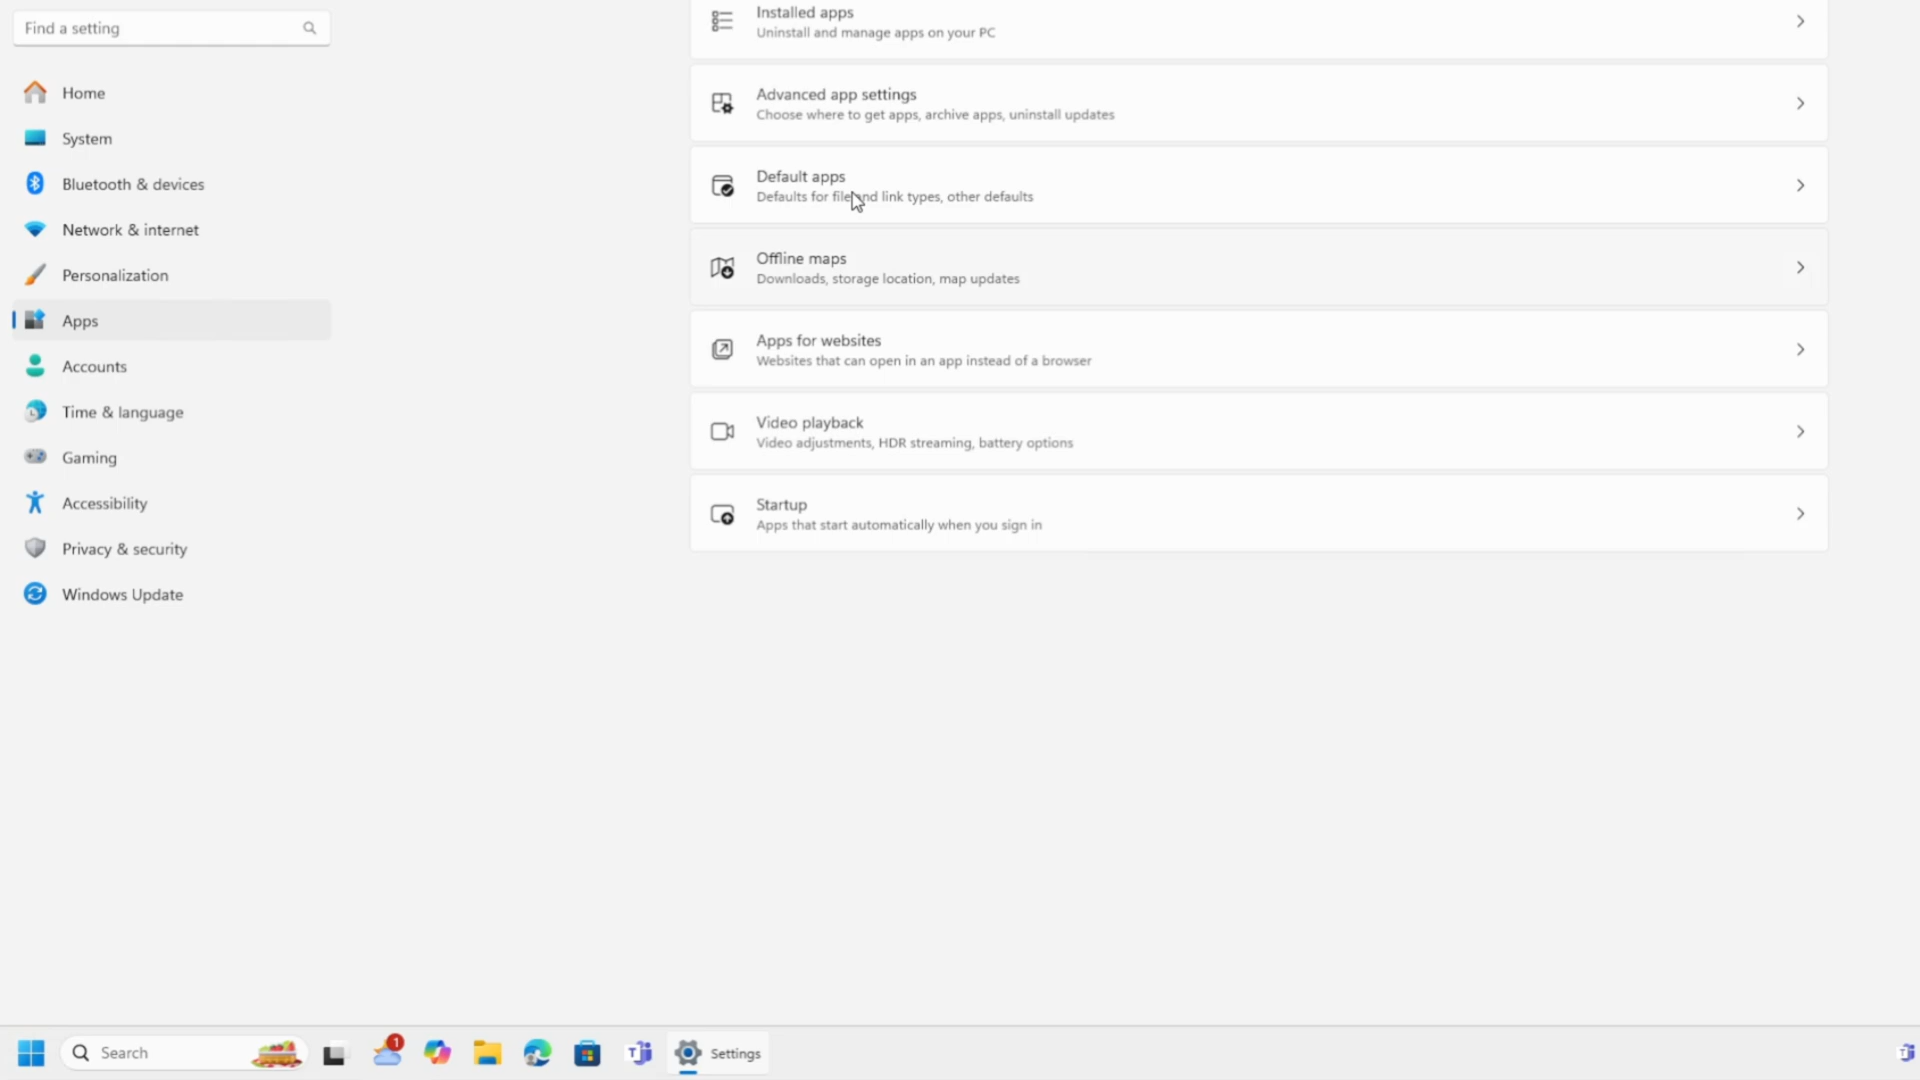 Find a setting
Home
System
Bluetooth & devices
Network & internet
Personalization
Apps
Accounts
Time & language
Gaming
Accessibility
Privacy & security
Windows Update
Installed apps
Uninstall and manage apps on your PC
Advanced app settings
Choose where to get apps, archive apps, uninstall updates
Default apps
Defaults for file and link types, other defaults
Offline maps
Downloads, storage location, map updates
Apps for websites
Websites that can open in an app instead of a browser
Video playback
Video adjustments, HDR streaming, battery options
Startup
Apps that start automatically when you sign in
Search
1
T
Settings
T